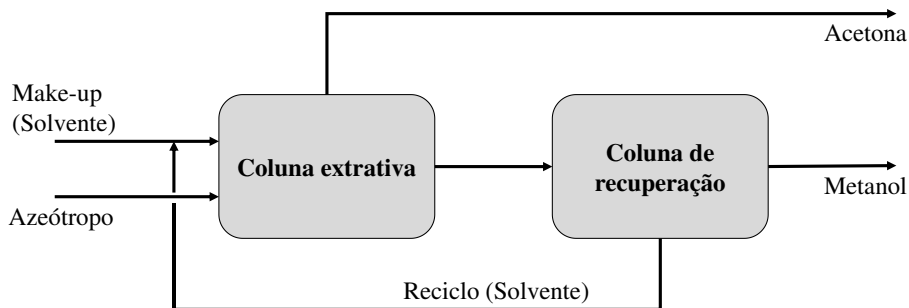 Acetona
Make-up
(Solvente)
Coluna extrativa
Coluna de
recuperação
Azeótropo
Metanol
Reciclo (Solvente)